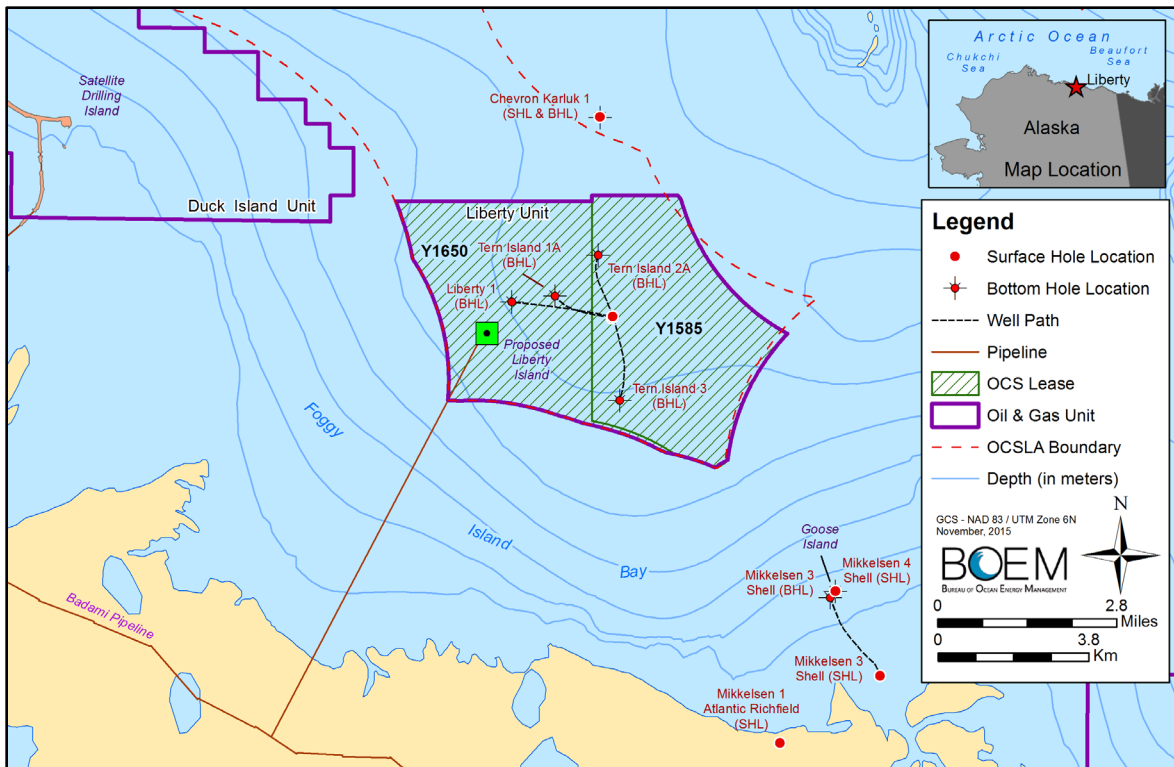 Satellite
Drilling
Island
Duck Island Unit
Chevron Karluk 1
(SHL & BHL)
Liberty Unit
Y1650
Tern Island 1A
(BHL)
Liberty 1
(BHL)
Tern Island 2A
(BHL)
Y1585
Proposed
Liberty
Island
Tern Island 3
(BHL)
Foggy
Island
Bay
Goose
Island
Mikkelsen 3
Shell (BHL)
Mikkelsen 4
Shell (SHL)
Mikkelsen 3
Shell (SHL)
Mikkelsen 1
Atlantic Richfield
(SHL)
Badami Pipeline
Arctic Ocean
Chukchi
Sea
Beaufort
Sea
Liberty
Alaska
Map Location
Legend
Surface Hole Location
Bottom Hole Location
Well Path
Pipeline
OCS Lease
Oil & Gas Unit
OCSLA Boundary
Depth (in meters)
GCS - NAD 83 / UTM Zone 6N
November, 2015
N
BOEM
BUREAU OF OCEAN ENERGY MANAGEMENT
0 2.8
Miles
0 3.8
Km